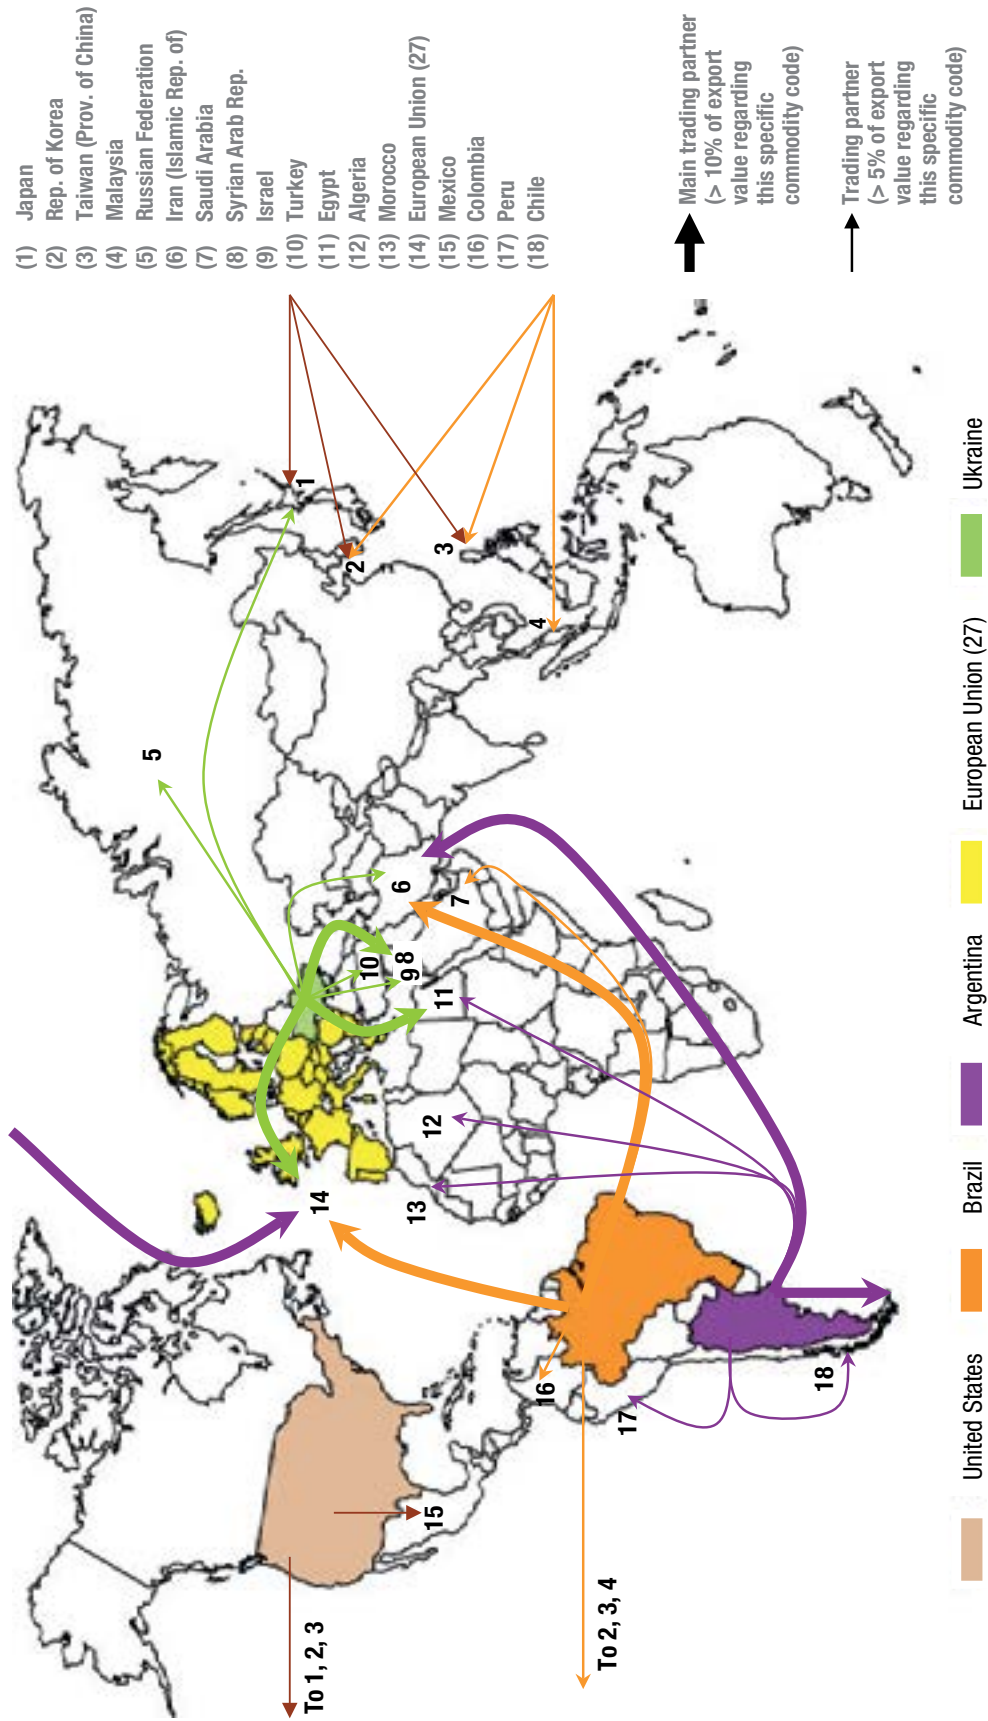 (1) Japan
(2) Rep. of Korea
(3) Taiwan (Prov. of China)
(4) Malaysia
(5) Russian Federation
(6) Iran (Islamic Rep. of)
(7) Saudi Arabia
(8) Syrian Arab Rep.
(9) Israel
(10) Turkey
(11) Egypt
(12) Algeria
(13) Morocco
(14) European Union (27)
(15) Mexico
(16) Colombia
(17) Peru
(18) Chile
Main trading partner
(> 10% of export
value regarding
this specific
commodity code)
Trading partner
(> 5% of export
value regarding
this specific
commodity code)
To 1, 2, 3
To 2, 3, 4
15
16
17
18
14
13
12
11
10
9
8
7
6
5
4
3
2
1
United States
Brazil
Argentina
European Union (27)
Ukraine